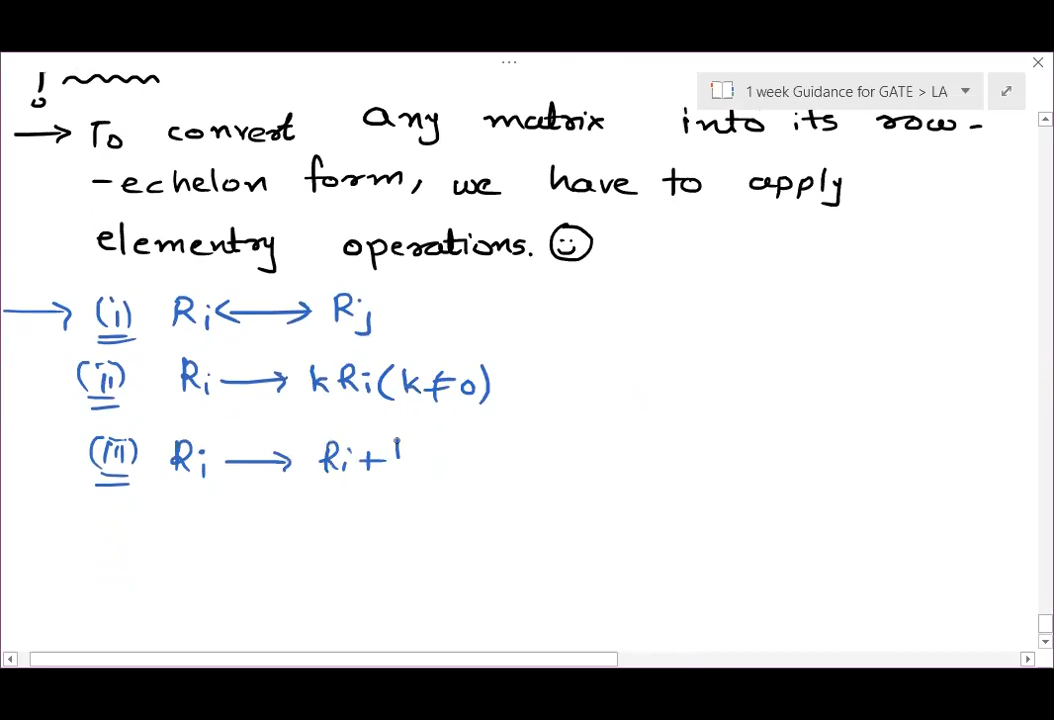 1 week Guidance for GATE > LA
→ To convert any matrix into its row-
-echelon form, we have to apply
elementry operations.
→ (i) Ri ↔ Rj
(ii) Ri → kRi (k≠0)
(iii) Ri → Ri +